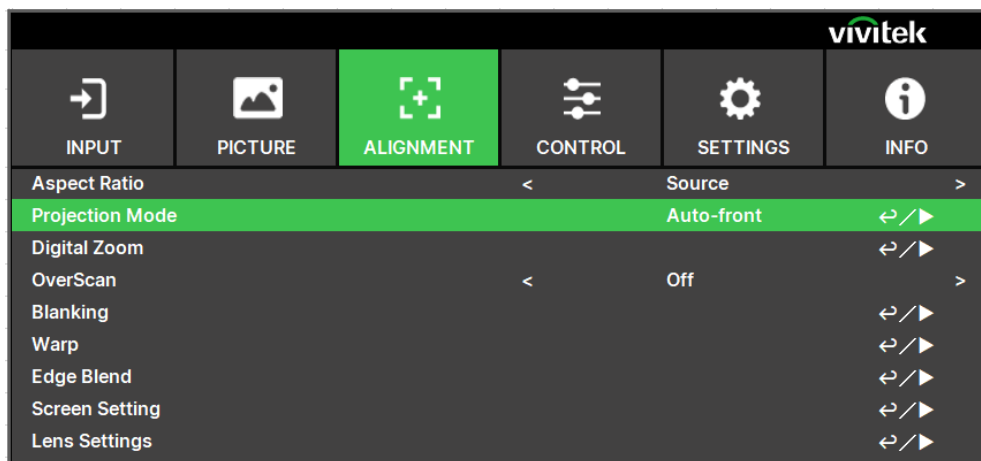 vivitek
INPUT PICTURE ALIGNMENT CONTROL SETTINGS INFO
Aspect Ratio < Source >
Projection Mode Auto-front ↩/▶
Digital Zoom ↩/▶
OverScan < Off >
Blanking ↩/▶
Warp ↩/▶
Edge Blend ↩/▶
Screen Setting ↩/▶
Lens Settings ↩/▶